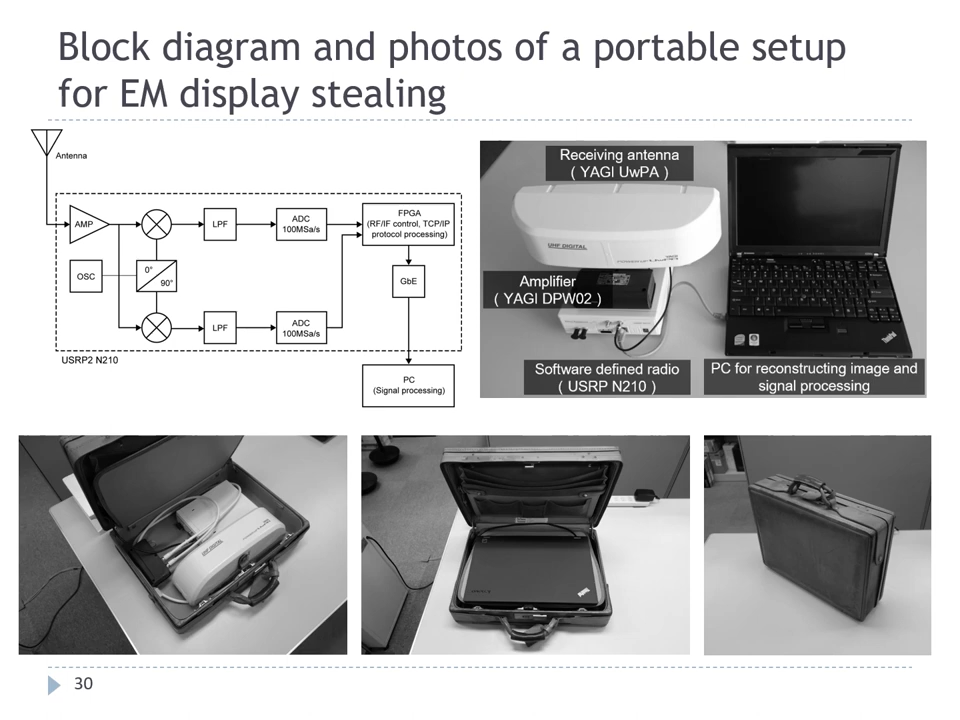 Block diagram and photos of a portable setup
for EM display stealing
Antenna
AMP
LPF
ADC
100MSa/s
FPGA
(RF/IF control, TCP/IP
protocol processing)
OSC
0°
90°
GbE
LPF
ADC
100MSa/s
USRP2 N210
PC
(Signal processing)
Receiving antenna
( YAGI UwPA )
UHF DIGITAL
Amplifier
( YAGI DPW02 )
ThinkPad
Software defined radio
( USRP N210 )
PC for reconstructing image and
signal processing
UHF DIGITAL
ThinkPad
30